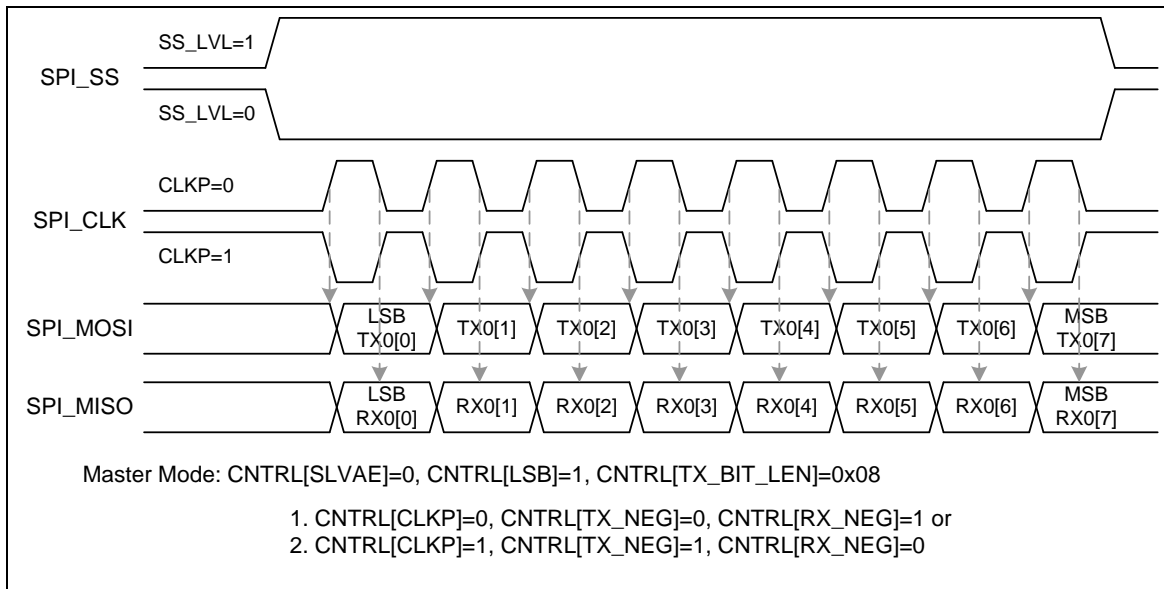 SS_LVL=1
SPI_SS
SS_LVL=0
CLKP=0
SPI_CLK
CLKP=1
SPI_MOSI
LSB TX0[0] TX0[1] TX0[2] TX0[3] TX0[4] TX0[5] TX0[6] MSB TX0[7]
SPI_MISO
LSB RX0[0] RX0[1] RX0[2] RX0[3] RX0[4] RX0[5] RX0[6] MSB RX0[7]
Master Mode: CNTRL[SLVAE]=0, CNTRL[LSB]=1, CNTRL[TX_BIT_LEN]=0x08
1. CNTRL[CLKP]=0, CNTRL[TX_NEG]=0, CNTRL[RX_NEG]=1 or
2. CNTRL[CLKP]=1, CNTRL[TX_NEG]=1, CNTRL[RX_NEG]=0